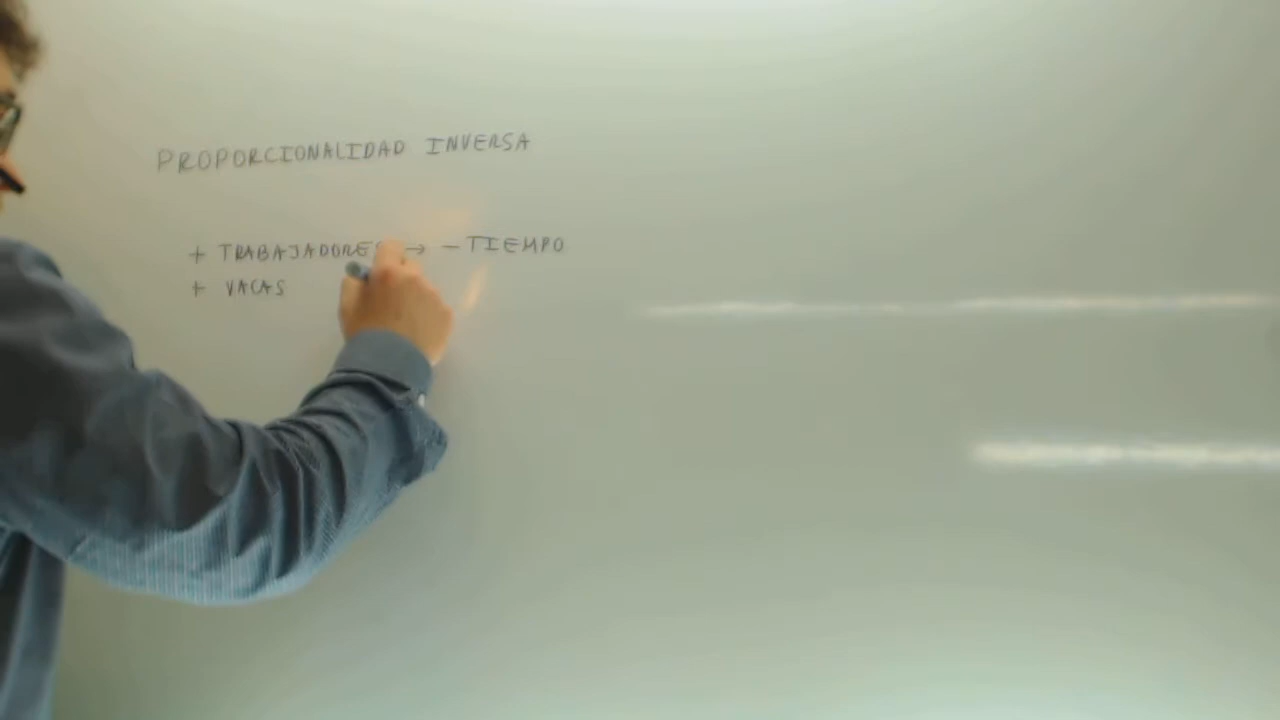 PROPORCIONALIDAD INVERSA
+ TRABAJADORES → - TIEMPO
+ VACAS